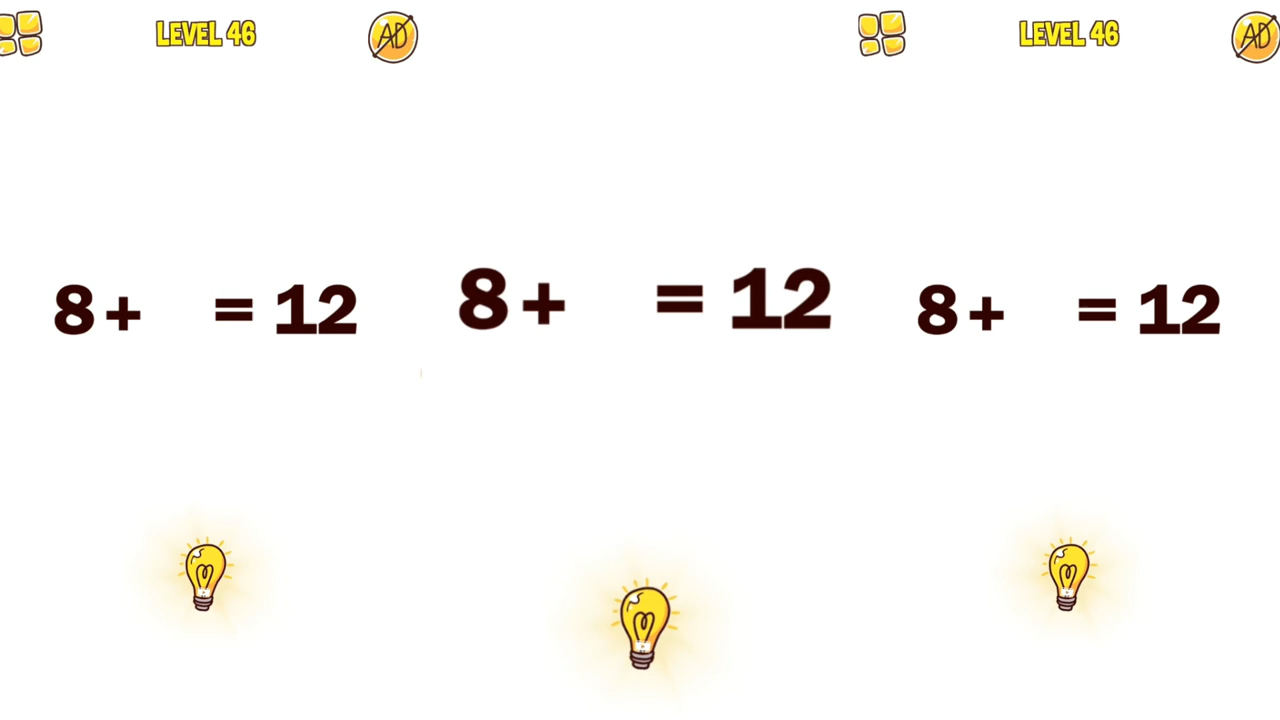 LEVEL 46
AD
8 + = 12
8 + = 12
LEVEL 46
AD
8 + = 12